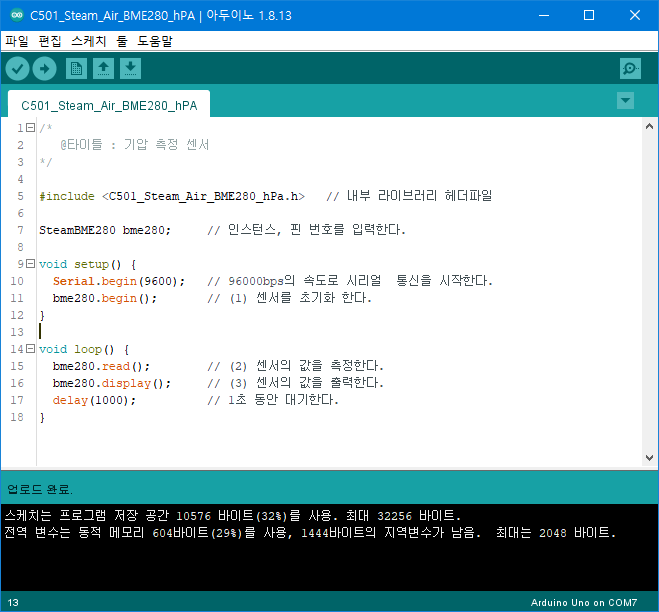 C501_Steam_Air_BME280_hPA | 아두이노 1.8.13
파일 편집 스케치 툴 도움말
C501_Steam_Air_BME280_hPA
1 /*
2 @타이틀 : 기압 측정 센서
3 */
4
5 #include <C501_Steam_Air_BME280_hPa.h> // 내부 라이브러리 헤더파일
6
7 SteamBME280 bme280; // 인스턴스, 핀 번호를 입력한다.
8
9 void setup() {
10 Serial.begin(9600); // 96000bps의 속도로 시리얼 통신을 시작한다.
11 bme280.begin(); // (1) 센서를 초기화 한다.
12 }
13
14 void loop() {
15 bme280.read(); // (2) 센서의 값을 측정한다.
16 bme280.display(); // (3) 센서의 값을 출력한다.
17 delay(1000); // 1초 동안 대기한다.
18 }
업로드 완료.
스케치는 프로그램 저장 공간 10576 바이트(32%)를 사용. 최대 32256 바이트.
전역 변수는 동적 메모리 604바이트(29%)를 사용, 1444바이트의 지역변수가 남음. 최대는 2048 바이트.
13 Arduino Uno on COM7